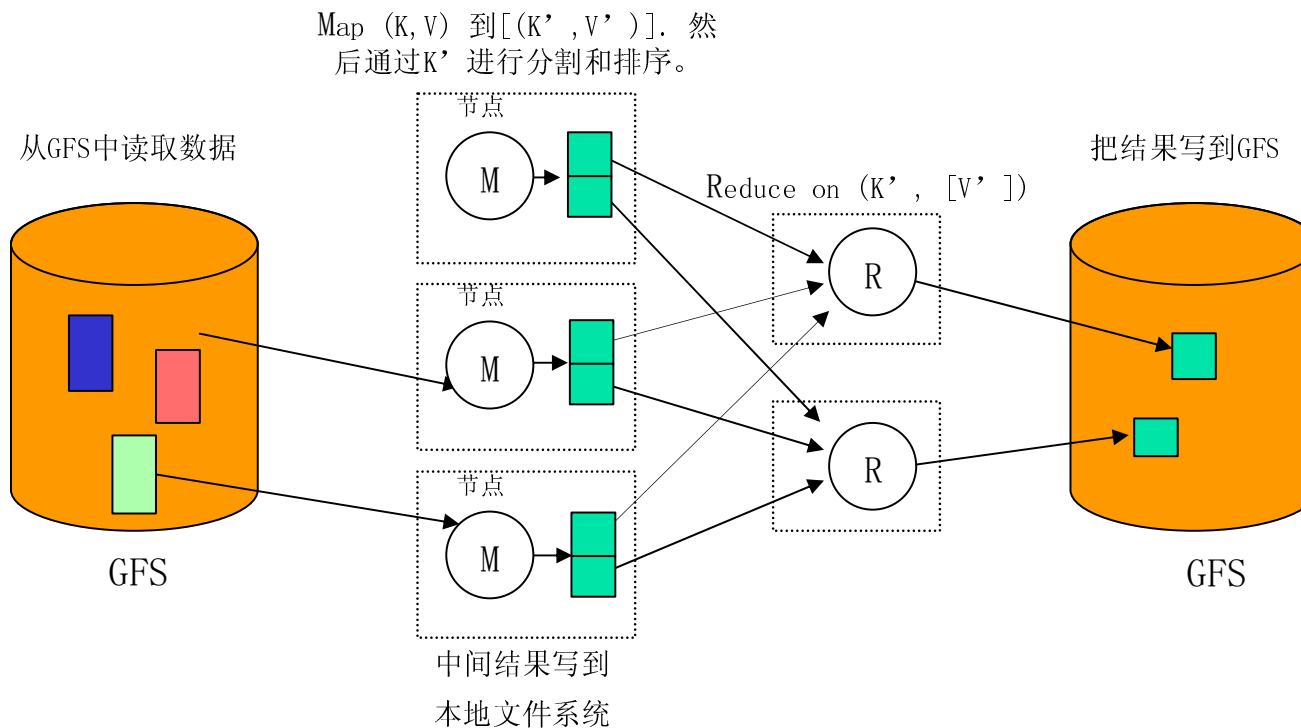 Map (K,V) 到[(K’,V’)]. 然
后通过K’进行分割和排序。
从GFS中读取数据
节点
M
把结果写到GFS
Reduce on (K’, [V’])
R
节点
M
R
节点
M
GFS
GFS
中间结果写到
本地文件系统